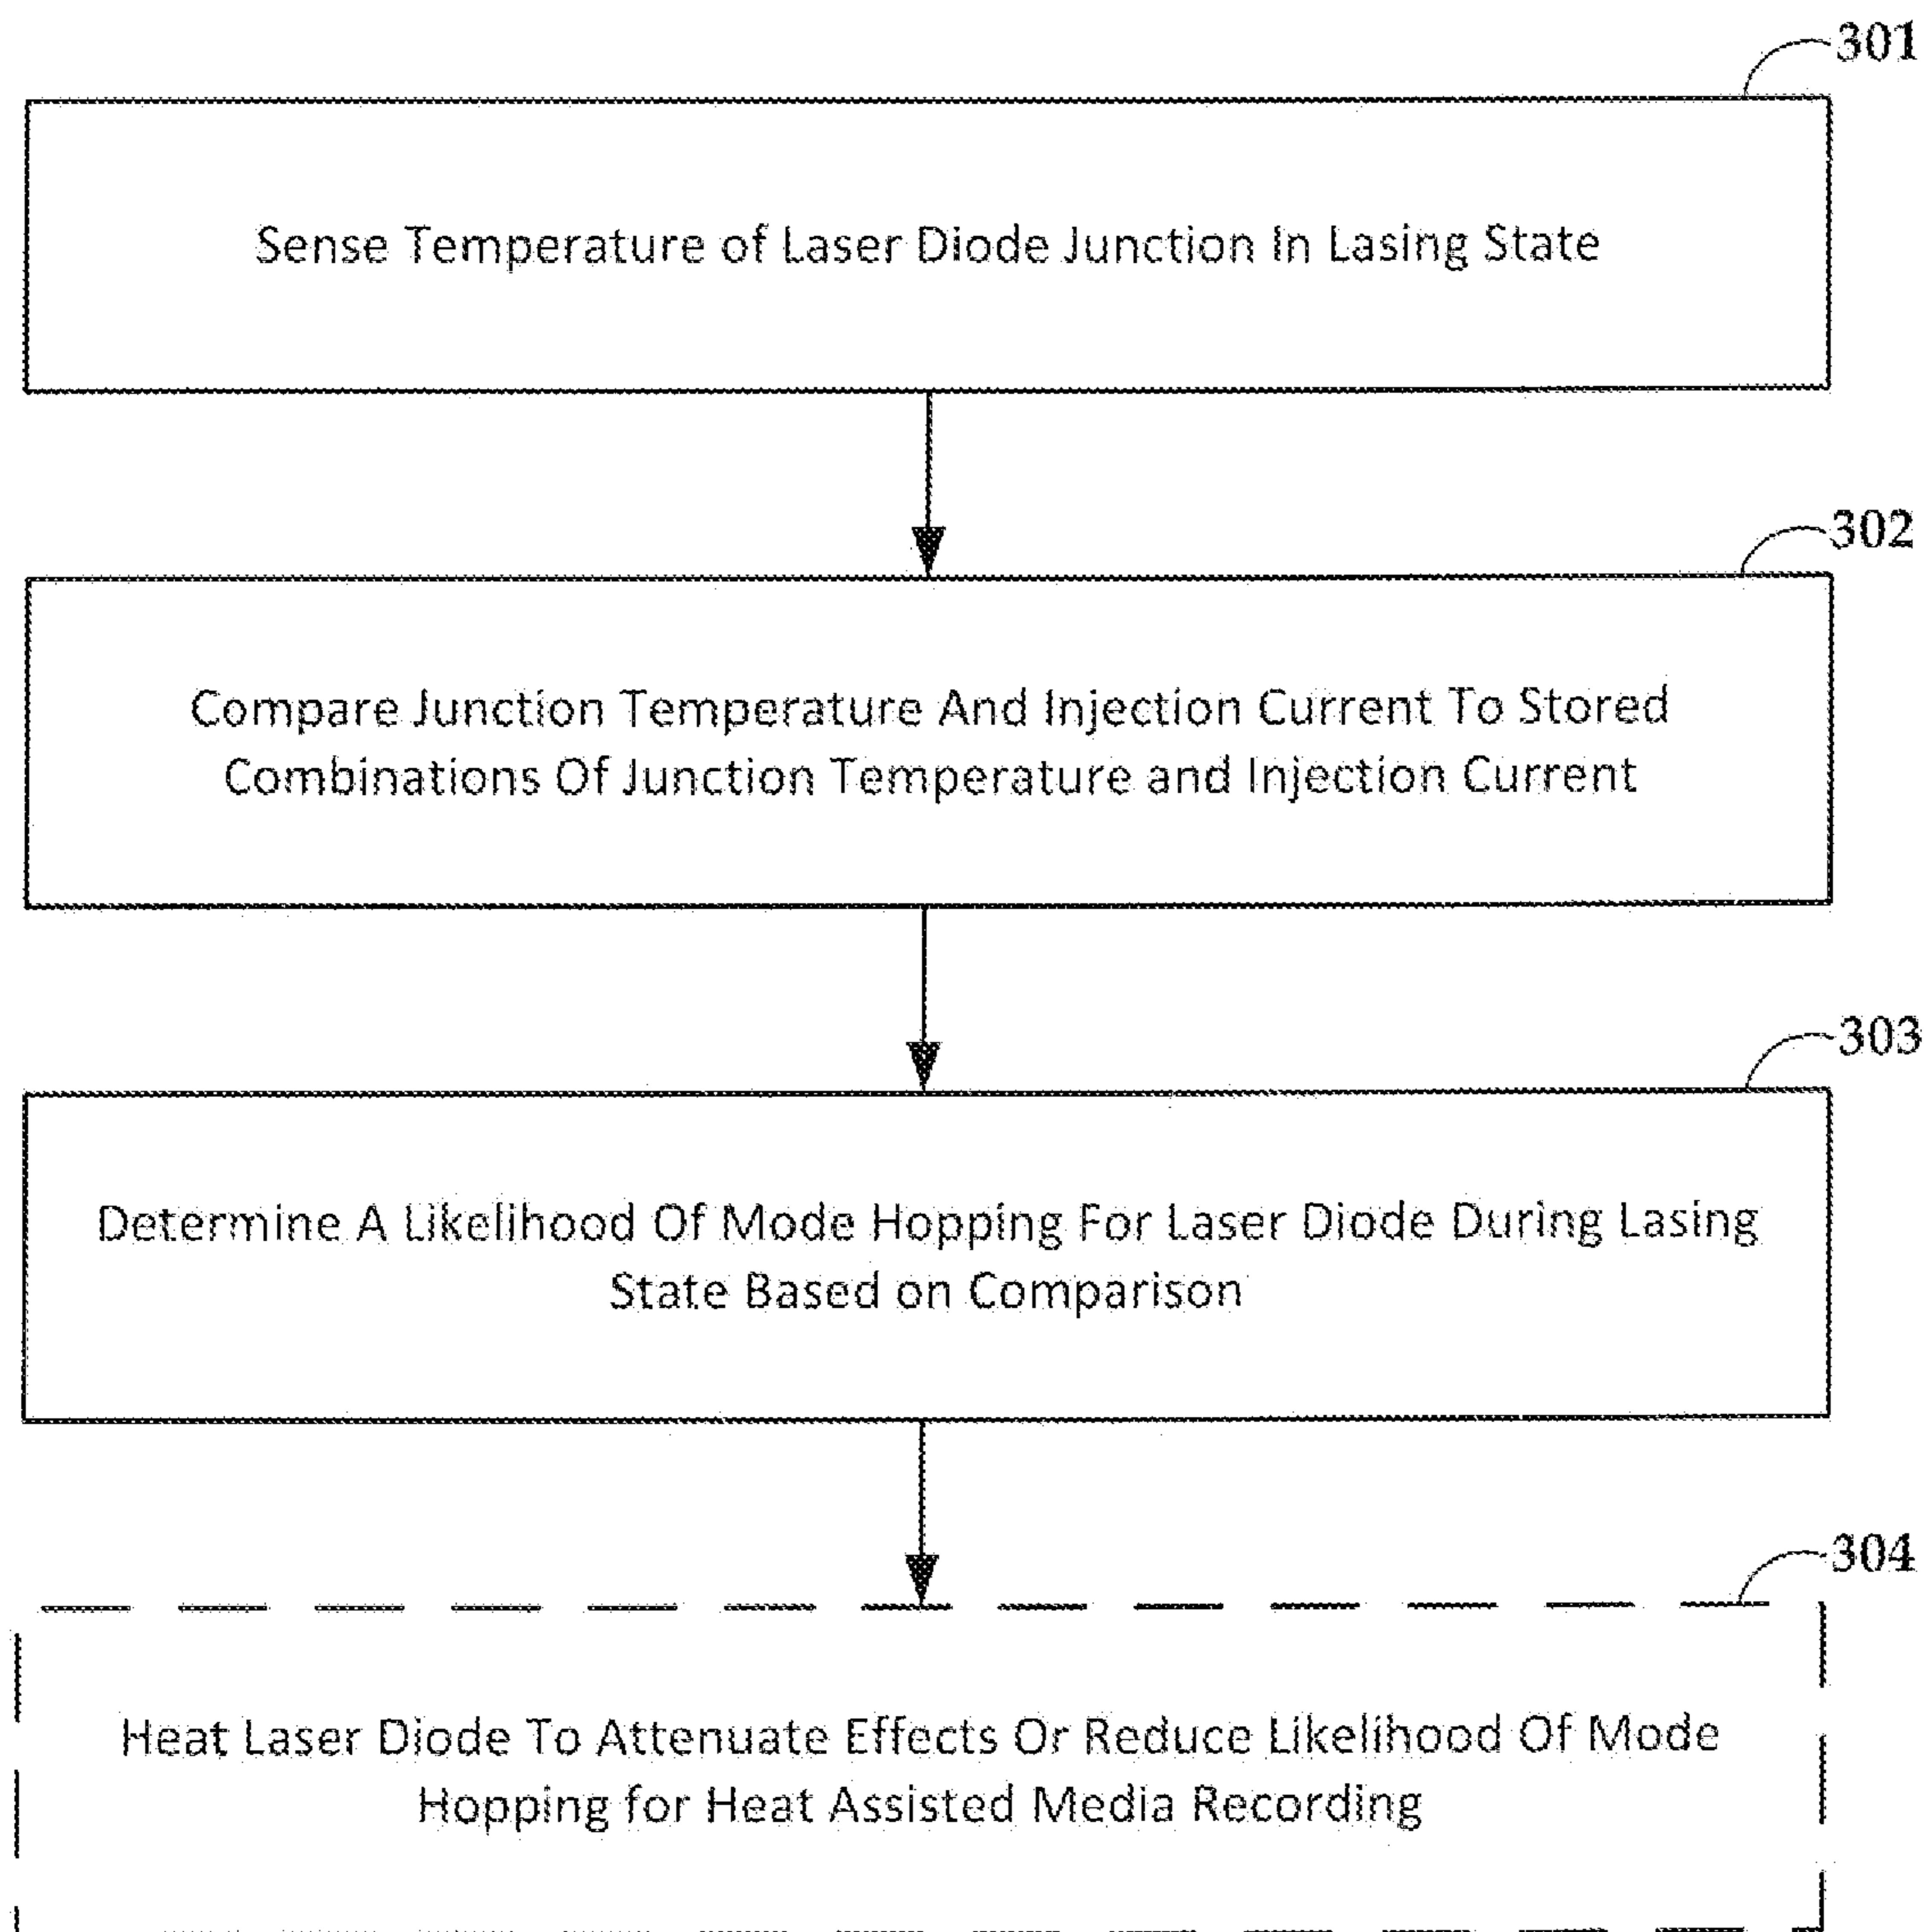 301
Sense Temperature of Laser Diode Junction In Lasing State
302
Compare Junction Temperature And Injection Current To Stored
Combinations Of Junction Temperature and Injection Current
303
Determine A Likelihood Of Mode Hopping For Laser Diode During Lasing
State Based on Comparison
304
Heat Laser Diode To Attenuate Effects Or Reduce Likelihood Of Mode
Hopping for Heat Assisted Media Recording